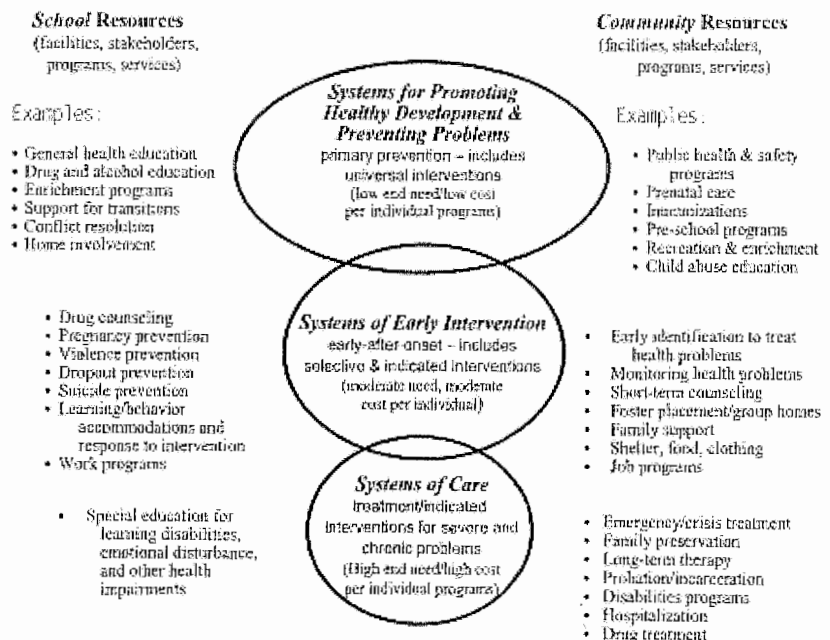 School Resources
(facilities, stakeholders,
programs, services)
Examples:
• General health education
• Drug and alcohol education
• Enrichment programs
• Support for transitions
• Conflict resolution
• Home involvement
• Drug counseling
• Pregnancy prevention
• Violence prevention
• Dropout prevention
• Suicide prevention
• Learning/behavior
accommodations and
response to intervention
• Work programs
• Special education for
learning disabilities,
emotional disturbance,
and other health
impairments
Systems for Promoting
Healthy Development &
Preventing Problems
primary prevention – includes
universal interventions
(low end need/low cost
per individual programs)
Systems of Early Intervention
early-after-onset – includes
selective & indicated interventions
(moderate need, moderate
cost per individual)
Systems of Care
treatment/indicated
interventions for severe and
chronic problems
(High end need/high cost
per individual programs)
Community Resources
(facilities, stakeholders,
programs, services)
Examples:
• Public health & safety
programs
• Prenatal care
• Immunizations
• Pre-school programs
• Recreation & enrichment
• Child abuse education
• Early identification to treat
health problems
• Monitoring health problems
• Short-term counseling
• Foster placement/group homes
• Family support
• Shelter, food, clothing
• Job programs
• Emergency/crisis treatment
• Family preservation
• Long-term therapy
• Probation/incarceration
• Disabilities programs
• Hospitalization
• Drug treatment